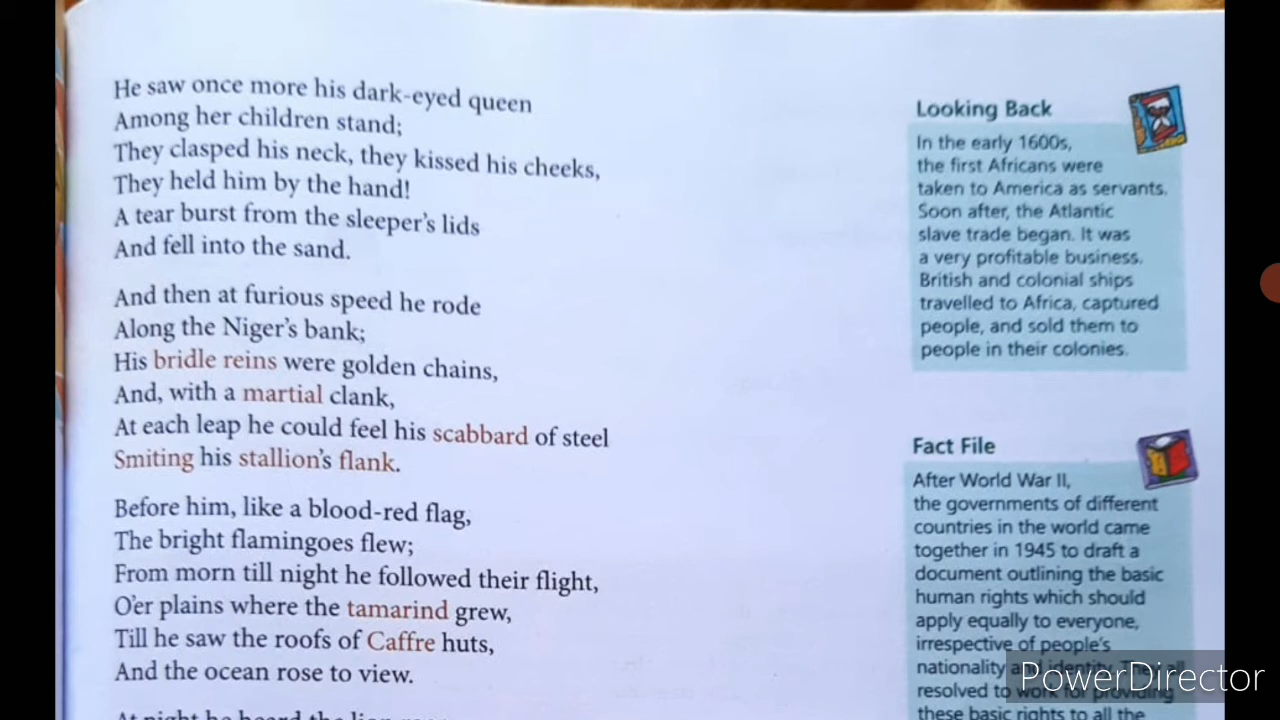 He saw once more his dark-eyed queen
Among her children stand;
They clasped his neck, they kissed his cheeks,
They held him by the hand!
A tear burst from the sleeper's lids
And fell into the sand.
And then at furious speed he rode
Along the Niger's bank;
His bridle reins were golden chains,
And, with a martial clank,
At each leap he could feel his scabbard of steel
Smiting his stallion's flank.
Before him, like a blood-red flag,
The bright flamingoes flew;
From morn till night he followed their flight,
O'er plains where the tamarind grew,
Till he saw the roofs of Caffre huts,
And the ocean rose to view.
At night he heard the lion roar
Looking Back
In the early 1600s,
the first Africans were
taken to America as servants.
Soon after, the Atlantic
slave trade began. It was
a very profitable business.
British and colonial ships
travelled to Africa, captured
people, and sold them to
people in their colonies.
Fact File
After World War II,
the governments of different
countries in the world came
together in 1945 to draft a
document outlining the basic
human rights which should
apply equally to everyone,
irrespective of people's
nationality and identity. They all
resolved to work for providing
these basic rights to all the
PowerDirector